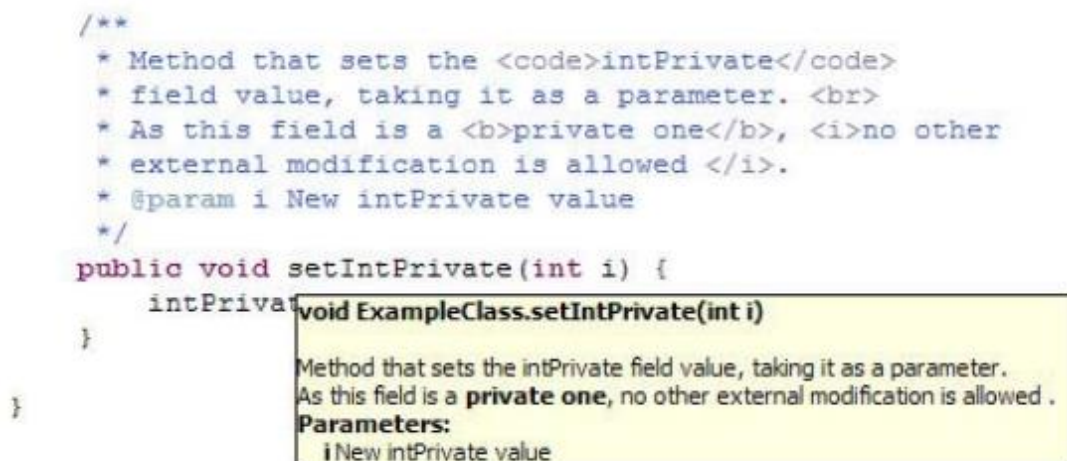 /**
* Method that sets the <code>intPrivate</code>
* field value, taking it as a parameter. <br>
* As this field is a <b>private one</b>, <i>no other
* external modification is allowed </i>.
* @param i New intPrivate value
*/
public void setIntPrivate(int i) {
intPrivat
void ExampleClass.setIntPrivate(int i)
}
Method that sets the intPrivate field value, taking it as a parameter.
As this field is a private one, no other external modification is allowed .
}
Parameters:
i New intPrivate value